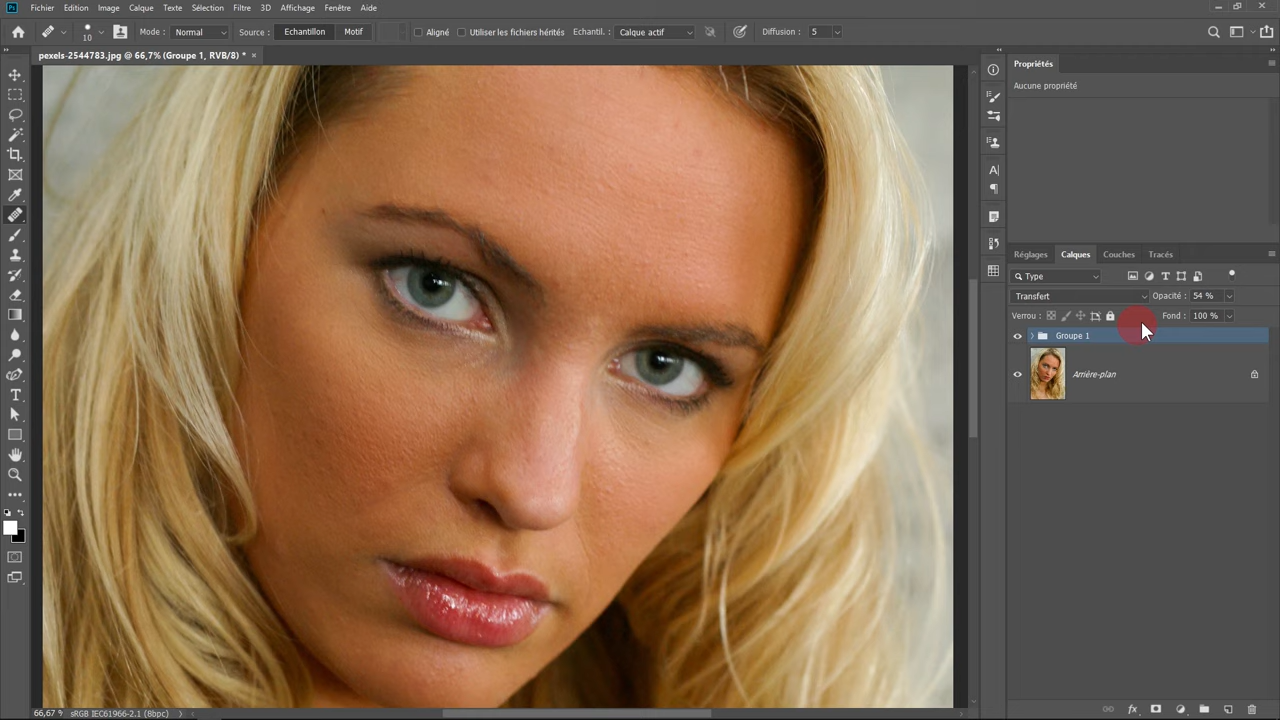 Ps Fichier Edition Image Calque Texte Sélection Filtre 3D Affichage Fenêtre Aide
10 Mode : Normal Source : Echantillon Motif Aligné Utiliser les fichiers hérités Echantil. : Calque actif Diffusion : 5
pexels-2544783.jpg @ 66,7% (Groupe 1, RVB/8) * ×
Propriétés
Aucune propriété
Réglages Calques Couches Tracés
Type
Transfert Opacité : 54 %
Verrou : Fond : 100 %
Groupe 1
Arrière-plan
66,67 % sRGB IEC61966-2.1 (8bpc)